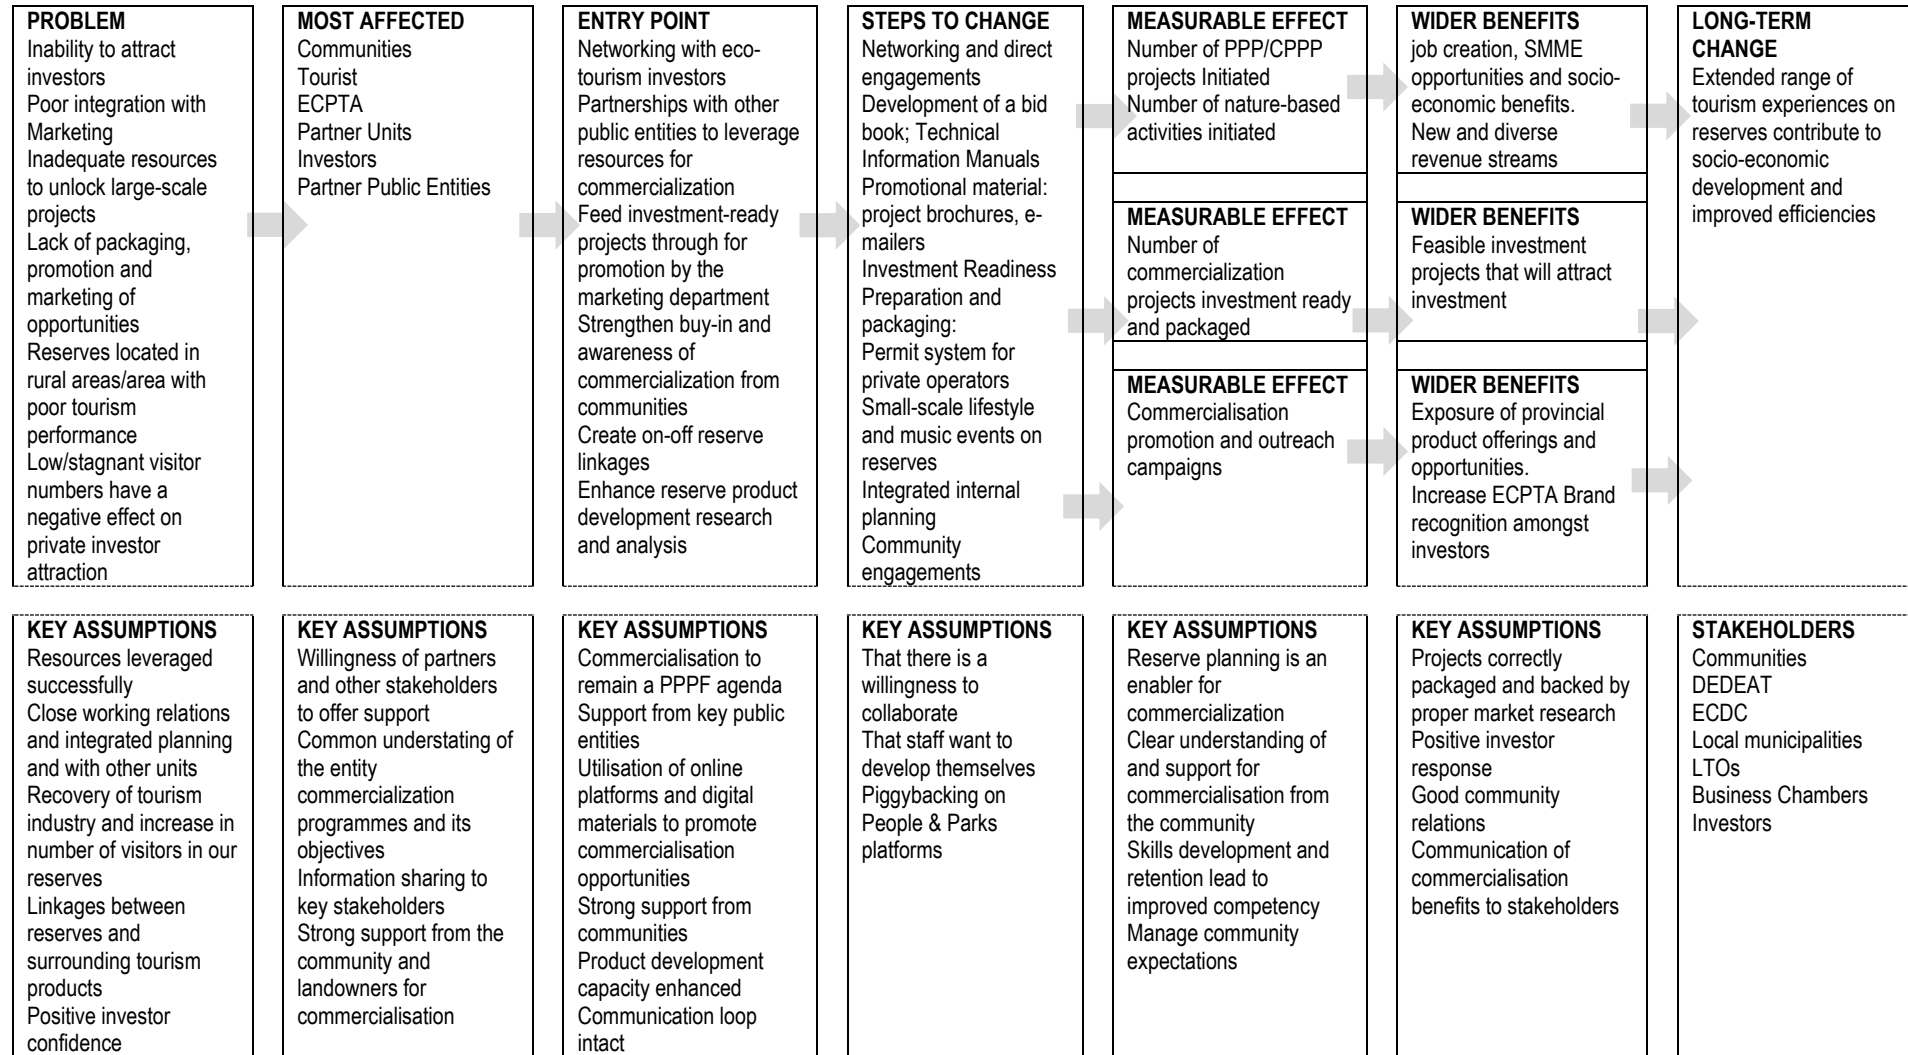 PROBLEM
Inability to attract
investors
Poor integration with
Marketing
Inadequate resources
to unlock large-scale
projects
Lack of packaging,
promotion and
marketing of
opportunities
Reserves located in
rural areas/area with
poor tourism
performance
Low/stagnant visitor
numbers have a
negative effect on
private investor
attraction
MOST AFFECTED
Communities
Tourist
ECPTA
Partner Units
Investors
Partner Public Entities
ENTRY POINT
Networking with eco-
tourism investors
Partnerships with other
public entities to leverage
resources for
commercialization
Feed investment-ready
projects through for
promotion by the
marketing department
Strengthen buy-in and
awareness of
commercialization from
communities
Create on-off reserve
linkages
Enhance reserve product
development research
and analysis
STEPS TO CHANGE
Networking and direct
engagements
Development of a bid
book; Technical
Information Manuals
Promotional material:
project brochures, e-
mailers
Investment Readiness
Preparation and
packaging:
Permit system for
private operators
Small-scale lifestyle
and music events on
reserves
Integrated internal
planning
Community
engagements
MEASURABLE EFFECT
Number of PPP/CPPP
projects Initiated
Number of nature-based
activities initiated
MEASURABLE EFFECT
Number of
commercialization
projects investment ready
and packaged
MEASURABLE EFFECT
Commercialisation
promotion and outreach
campaigns
WIDER BENEFITS
job creation, SMME
opportunities and socio-
economic benefits.
New and diverse
revenue streams
WIDER BENEFITS
Feasible investment
projects that will attract
investment
WIDER BENEFITS
Exposure of provincial
product offerings and
opportunities.
Increase ECPTA Brand
recognition amongst
investors
LONG-TERM
CHANGE
Extended range of
tourism experiences on
reserves contribute to
socio-economic
development and
improved efficiencies
KEY ASSUMPTIONS
Resources leveraged
successfully
Close working relations
and integrated planning
and with other units
Recovery of tourism
industry and increase in
number of visitors in our
reserves
Linkages between
reserves and
surrounding tourism
products
Positive investor
confidence
KEY ASSUMPTIONS
Willingness of partners
and other stakeholders
to offer support
Common understating of
the entity
commercialization
programmes and its
objectives
Information sharing to
key stakeholders
Strong support from the
community and
landowners for
commercialisation
KEY ASSUMPTIONS
Commercialisation to
remain a PPPF agenda
Support from key public
entities
Utilisation of online
platforms and digital
materials to promote
commercialisation
opportunities
Strong support from
communities
Product development
capacity enhanced
Communication loop
intact
KEY ASSUMPTIONS
That there is a
willingness to
collaborate
That staff want to
develop themselves
Piggybacking on
People & Parks
platforms
KEY ASSUMPTIONS
Reserve planning is an
enabler for
commercialization
Clear understanding of
and support for
commercialisation from
the community
Skills development and
retention lead to
improved competency
Manage community
expectations
KEY ASSUMPTIONS
Projects correctly
packaged and backed by
proper market research
Positive investor
response
Good community
relations
Communication of
commercialisation
benefits to stakeholders
STAKEHOLDERS
Communities
DEDEAT
ECDC
Local municipalities
LTOs
Business Chambers
Investors